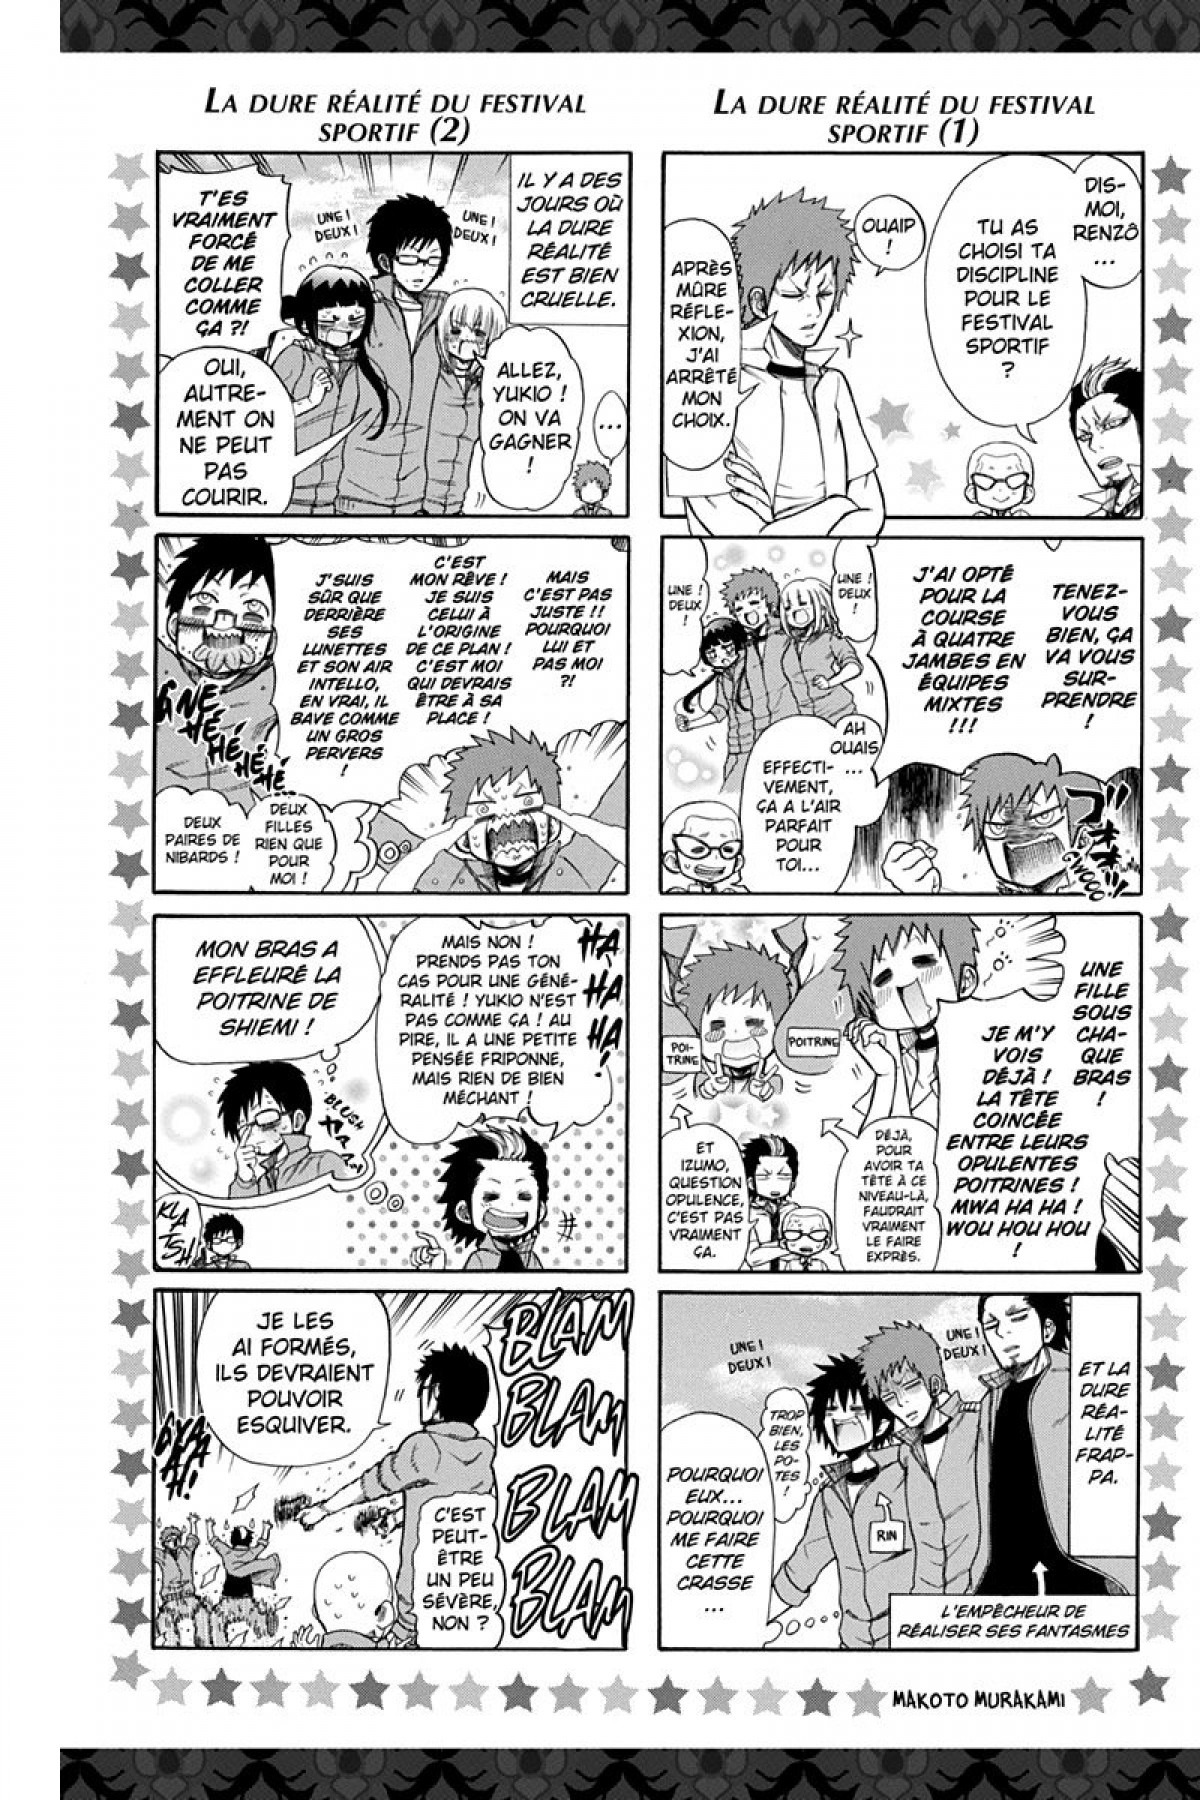 LA DURE RÉALITÉ DU FESTIVAL
SPORTIF (1)
DIS-
MOI,
RENZÔ
...
TU AS
CHOISI TA
DISCIPLINE
POUR LE
FESTIVAL
SPORTIF
?
OUAIP
!
APRÈS
MÛRE
RÉFLE-
XION,
J'AI
ARRÊTÉ
MON
CHOIX.
TENEZ-
VOUS
BIEN, ÇA
VA VOUS
SUR-
PRENDRE
!
J'AI OPTÉ
POUR LA
COURSE
À QUATRE
JAMBES EN
ÉQUIPES
MIXTES
!!!
UNE !
DEUX !
UNE !
DEUX !
AH
OUAIS
...
EFFECTI-
VEMENT,
ÇA A L'AIR
PARFAIT
POUR
TOI...
WOOO
UNE
FILLE
SOUS
CHA-
QUE
BRAS
!
JE M'Y
VOIS
DÉJÀ !
LA TÊTE
COINCÉE
ENTRE LEURS
OPULENTES
POITRINES !
MWA HA HA !
WOU HOU HOU
!
POI-
TRINE
POITRINE
DÉJÀ,
POUR
AVOIR TA
TÊTE À CE
NIVEAU-LÀ,
FAUDRAIT
VRAIMENT
LE FAIRE
EXPRÈS.
ET
IZUMO,
QUESTION
OPULENCE,
C'EST PAS
VRAIMENT
ÇA.
ET LA
DURE
RÉA-
LITÉ
FRAP-
PA.
UNE !
DEUX !
UNE !
DEUX !
TROP
BIEN,
LES
PO-
TES
!
POURQUOI
EUX...
POURQUOI
ME FAIRE
CETTE
CRASSE
...
RIN
L'EMPÊCHEUR DE
RÉALISER SES FANTASMES
LA DURE RÉALITÉ DU FESTIVAL
SPORTIF (2)
IL Y A DES
JOURS OÙ
LA DURE
RÉALITÉ
EST BIEN
CRUELLE.
UNE !
DEUX !
UNE !
DEUX !
T'ES
VRAIMENT
FORCÉ
DE ME
COLLER
COMME
ÇA ?!
OUI,
AUTRE-
MENT ON
NE PEUT
PAS
COURIR.
ALLEZ,
YUKIO !
ON VA
GAGNER
!
...
MAIS
C'EST PAS
JUSTE !!
POURQUOI
LUI ET
PAS MOI
?!
C'EST
MON RÊVE !
JE SUIS
CELUI À
L'ORIGINE
DE CE PLAN !
C'EST MOI
QUI DEVRAIS
ÊTRE À SA
PLACE !
J'SUIS
SÛR QUE
DERRIÈRE
SES
LUNETTES
ET SON AIR
INTELLO,
EN VRAI, IL
BAVE COMME
UN GROS
PERVERS
!
GNÉ
HÉ
HÉ
HÉ
HÉ...
DEUX
FILLES
RIEN QUE
POUR
MOI !
DEUX
PAIRES DE
NIBARDS !
HA
HA
HA !
MAIS NON !
PRENDS PAS TON
CAS POUR UNE GÉNÉ-
RALITÉ ! YUKIO N'EST
PAS COMME ÇA ! AU
PIRE, IL A UNE PETITE
PENSÉE FRIPONNE,
MAIS RIEN DE BIEN
MÉCHANT !
MON BRAS A
EFFLEURÉ LA
POITRINE DE
SHIEMI !
BLUSH
KLA
TSH
BLAM
BLAM
BLAM
BLAM
JE LES
AI FORMÉS,
ILS DEVRAIENT
POUVOIR
ESQUIVER.
GYAAAH !
C'EST
PEUT-
ÊTRE
UN PEU
SÉVÈRE,
NON ?
MAKOTO MURAKAMI